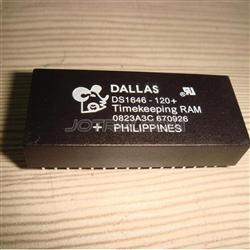 DALLAS
DS1646-120+
Timekeeping RAM
0823A3C 670926
+ PHILIPPINES